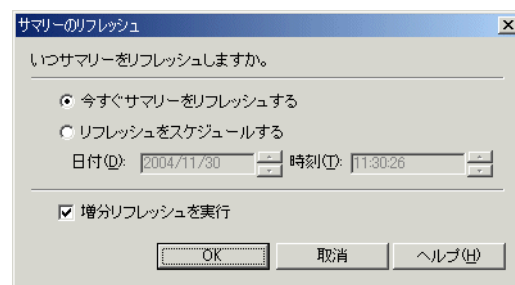 サマリーのリフレッシュ
いつサマリーをリフレッシュしますか。
今すぐサマリーをリフレッシュする
リフレッシュをスケジュールする
日付(D): 2004/11/30 時刻(T): 11:30:26
増分リフレッシュを実行
OK 取消 ヘルプ(H)